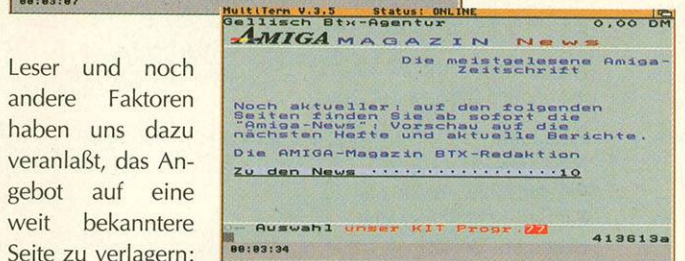 00:03:07
Leser und noch
andere Faktoren
haben uns dazu
veranlaßt, das An-
gebot auf eine
weit bekanntere
Seite zu verlagern:
MultiTerm V.3.5 Status: ONLINE
Gellisch Btx-Agentur 0,00 DM
AMIGA MAGAZIN News
Die meistgelesene Amiga-
Zeitschrift
Noch aktueller: auf den folgenden
Seiten finden Sie ab sofort die
"Amiga-News": Vorschau auf die
nächsten Hefte und aktuelle Berichte.
Die AMIGA-Magazin BTX-Redaktion
Zu den News ..................10
Auswahl unser KIT Progr.77
413613a
00:03:34